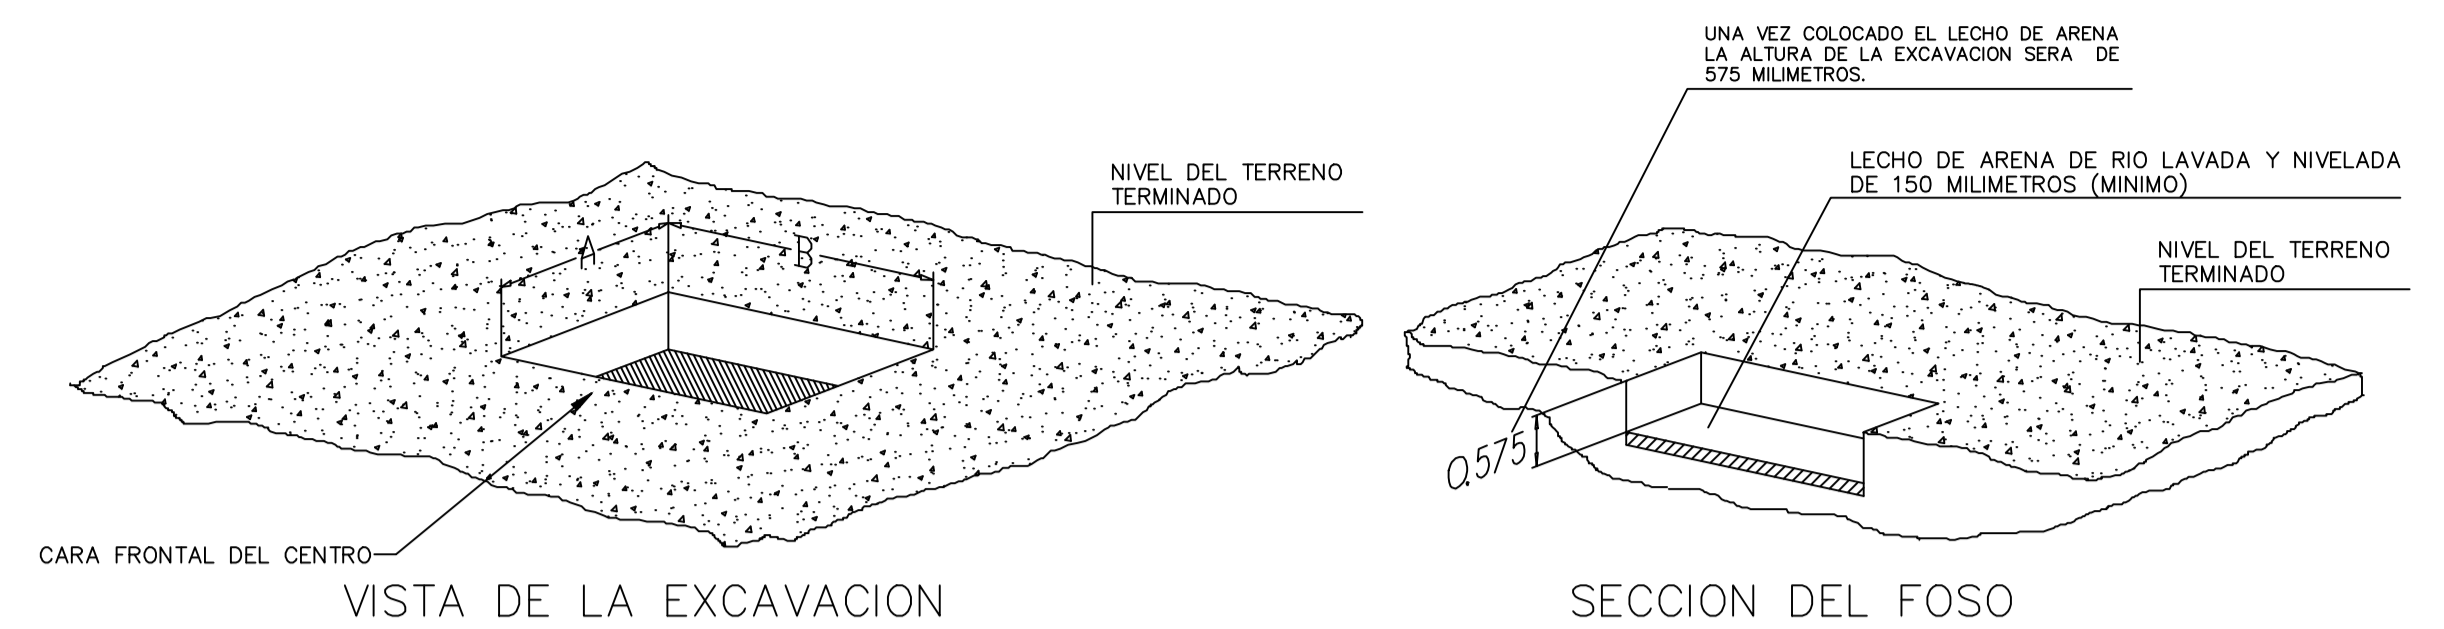 UNA VEZ COLOCADO EL LECHO DE ARENA
LA ALTURA DE LA EXCAVACION SERA DE
575 MILIMETROS.
NIVEL DEL TERRENO
TERMINADO
A
B
CARA FRONTAL DEL CENTRO
VISTA DE LA EXCAVACION
LECHO DE ARENA DE RIO LAVADA Y NIVELADA
DE 150 MILIMETROS (MINIMO)
NIVEL DEL TERRENO
TERMINADO
0.575
SECCION DEL FOSO